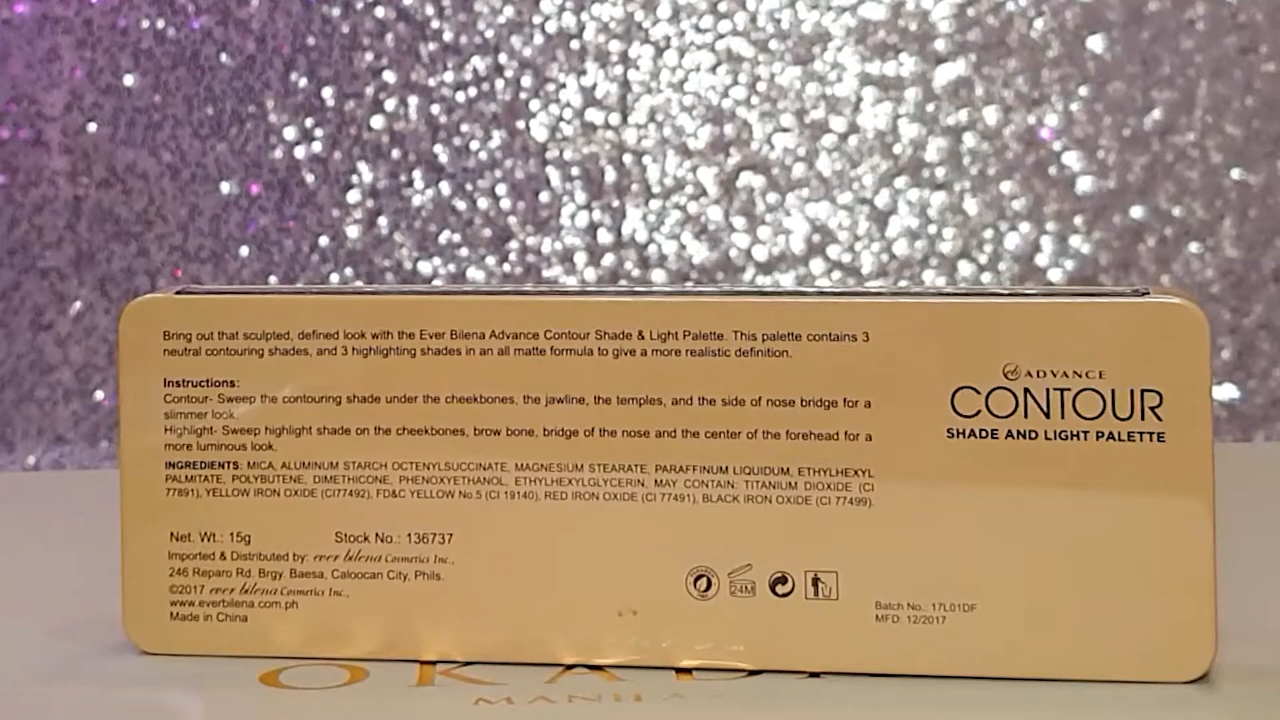 Bring out that sculpted, defined look with the Ever Bilena Advance Contour Shade & Light Palette. This palette contains 3
neutral contouring shades, and 3 highlighting shades in an all matte formula to give a more realistic definition.
Instructions:
Contour- Sweep the contouring shade under the cheekbones, the jawline, the temples, and the side of nose bridge for a
slimmer look.
Highlight- Sweep highlight shade on the cheekbones, brow bone, bridge of the nose and the center of the forehead for a
more luminous look.
INGREDIENTS: MICA, ALUMINUM STARCH OCTENYLSUCCINATE, MAGNESIUM STEARATE, PARAFFINUM LIQUIDUM, ETHYLHEXYL
PALMITATE, POLYBUTENE, DIMETHICONE, PHENOXYETHANOL, ETHYLHEXYLGLYCERIN, MAY CONTAIN: TITANIUM DIOXIDE (CI
77891), YELLOW IRON OXIDE (CI77492), FD&C YELLOW No.5 (CI 19140), RED IRON OXIDE (CI 77491), BLACK IRON OXIDE (CI 77499).
Net. Wt.: 15g Stock No.: 136737
Imported & Distributed by: ever bilena Cosmetics Inc.,
246 Reparo Rd. Brgy. Baesa, Caloocan City, Phils.
©2017 ever bilena Cosmetics Inc.,
www.everbilena.com.ph
Made in China
24M
Batch No.: 17L01DF
MFD: 12/2017
eb ADVANCE
CONTOUR
SHADE AND LIGHT PALETTE
MANILA